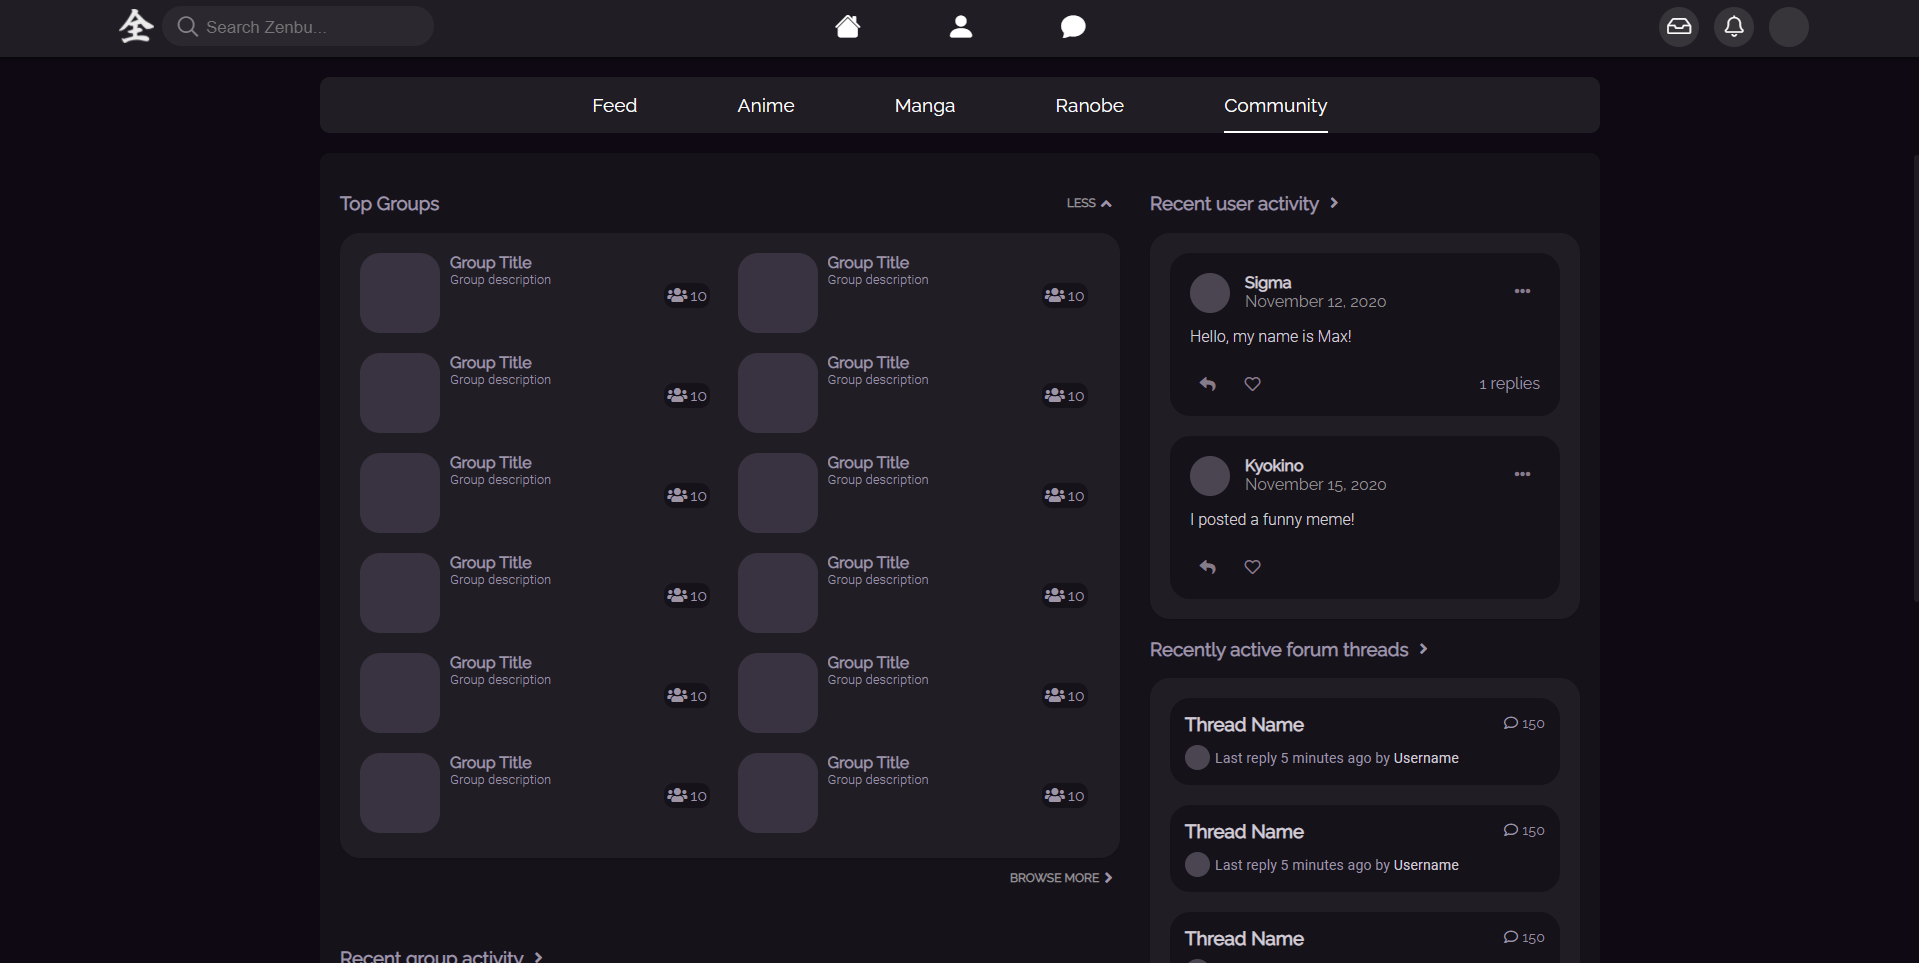 全
Search Zenbu...
Feed
Anime
Manga
Ranobe
Community
Top Groups
LESS
Group Title
Group description
10
Group Title
Group description
10
Group Title
Group description
10
Group Title
Group description
10
Group Title
Group description
10
Group Title
Group description
10
Group Title
Group description
10
Group Title
Group description
10
Group Title
Group description
10
Group Title
Group description
10
Group Title
Group description
10
Group Title
Group description
10
BROWSE MORE
Recent group activity
Recent user activity
Sigma
November 12, 2020
Hello, my name is Max!
1 replies
Kyokino
November 15, 2020
I posted a funny meme!
Recently active forum threads
Thread Name
150
Last reply 5 minutes ago by Username
Thread Name
150
Last reply 5 minutes ago by Username
Thread Name
150